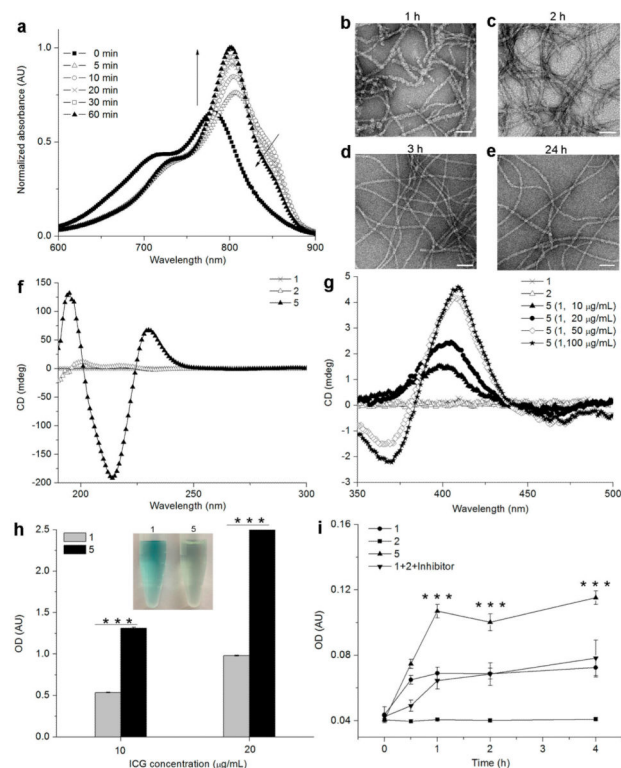 a
0 min
5 min
10 min
20 min
30 min
60 min
Normalized absorbance (AU)
1.0
0.5
0.0
600
700
800
900
Wavelength (nm)
b
1 h
c
2 h
d
3 h
e
24 h
f
1
2
5
CD (mdeg)
150
100
50
0
-50
-100
-150
-200
200
250
300
Wavelength (nm)
g
1
2
5 (1, 10 µg/mL)
5 (1, 20 µg/mL)
5 (1, 50 µg/mL)
5 (1,100 µg/mL)
CD (mdeg)
5
4
3
2
1
0
-1
-2
-3
350
400
450
500
Wavelength (nm)
h
1
5
1 5
* * *
* * *
OD (AU)
2.5
2.0
1.5
1.0
0.5
0.0
10
20
ICG concentration (µg/mL)
i
1
2
5
1+2+Inhibitor
* * *
* * *
* * *
OD (AU)
0.16
0.12
0.08
0.04
0
1
2
3
4
Time (h)